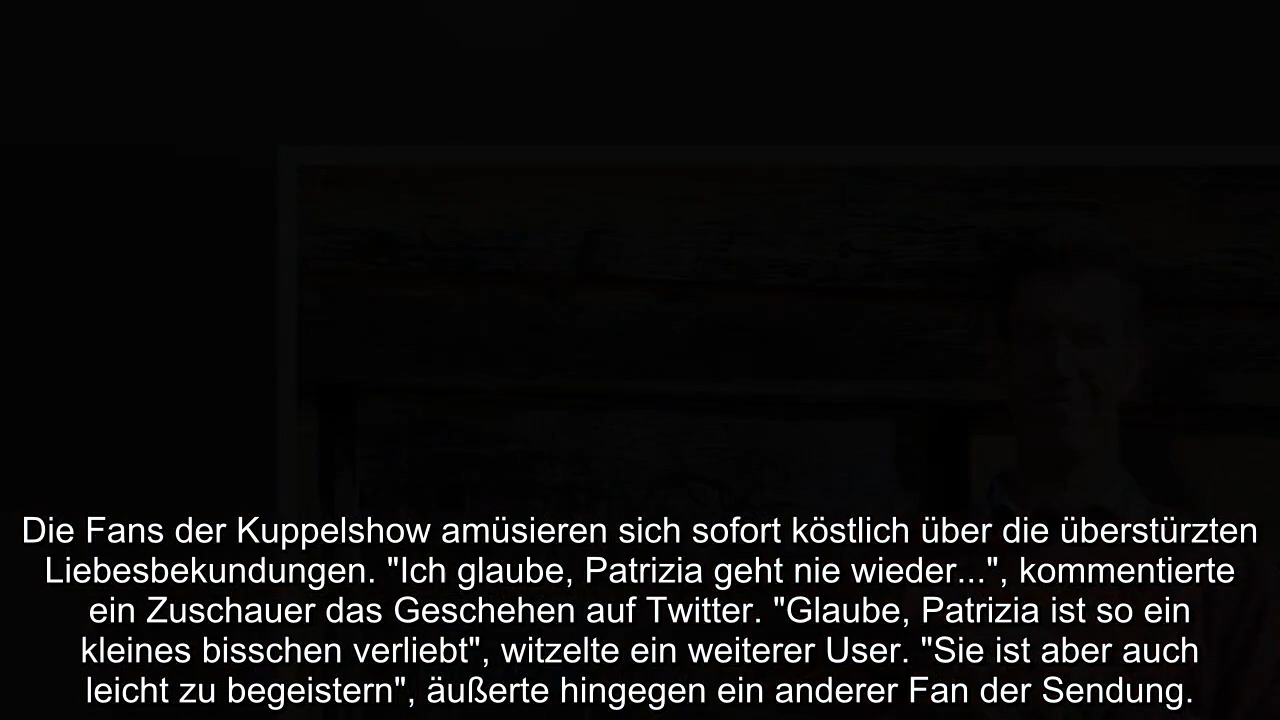 Die Fans der Kuppelshow amüsieren sich sofort köstlich über die überstürzten
Liebesbekundungen. "Ich glaube, Patrizia geht nie wieder...", kommentierte
ein Zuschauer das Geschehen auf Twitter. "Glaube, Patrizia ist so ein
kleines bisschen verliebt", witzelte ein weiterer User. "Sie ist aber auch
leicht zu begeistern", äußerte hingegen ein anderer Fan der Sendung.